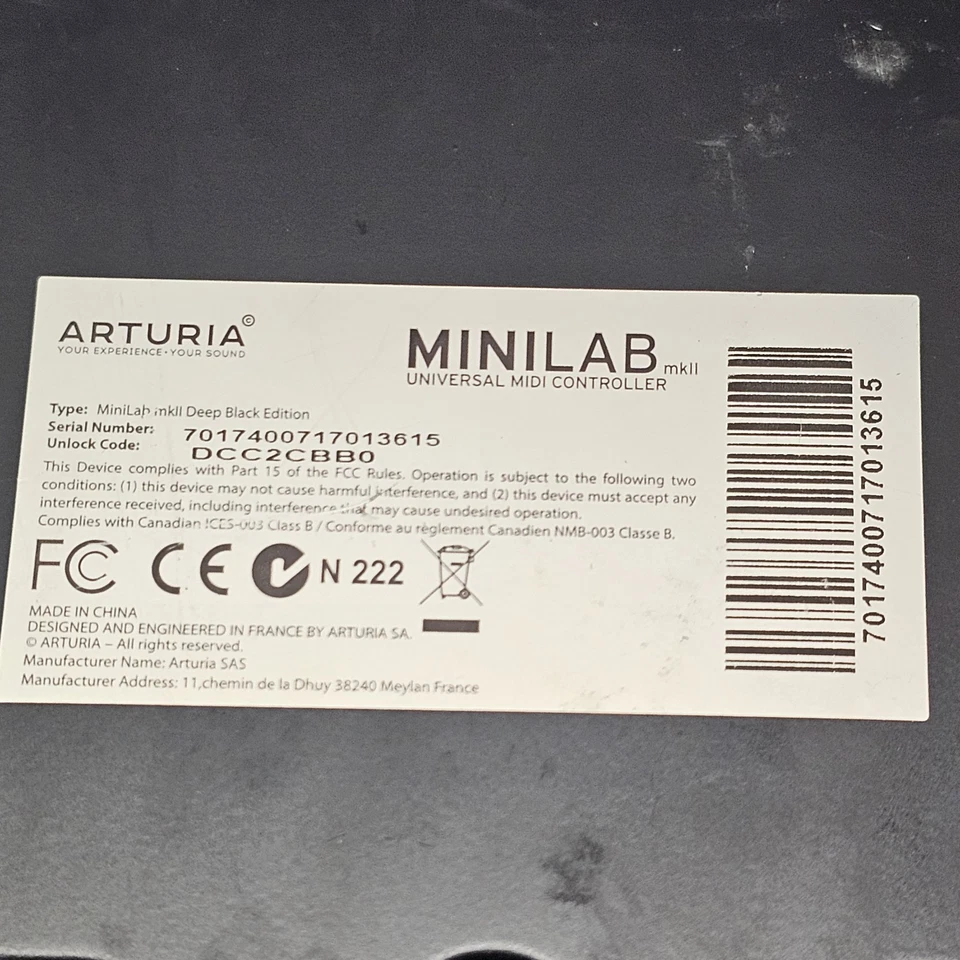 ARTURIA©
YOUR EXPERIENCE • YOUR SOUND
MINILAB mkII
UNIVERSAL MIDI CONTROLLER
Type: MiniLab mkII Deep Black Edition
Serial Number: 7017400717013615
Unlock Code: DCC2CBB0
This Device complies with Part 15 of the FCC Rules. Operation is subject to the following two
conditions: (1) this device may not cause harmful interference, and (2) this device must accept any
interference received, including interference that may cause undesired operation.
Complies with Canadian ICES-003 Class B / Conforme au règlement Canadien NMB-003 Classe B.
FC CE N 222
MADE IN CHINA
DESIGNED AND ENGINEERED IN FRANCE BY ARTURIA SA.
© ARTURIA – All rights reserved.
Manufacturer Name: Arturia SAS
Manufacturer Address: 11,chemin de la Dhuy 38240 Meylan France
7017400717013615